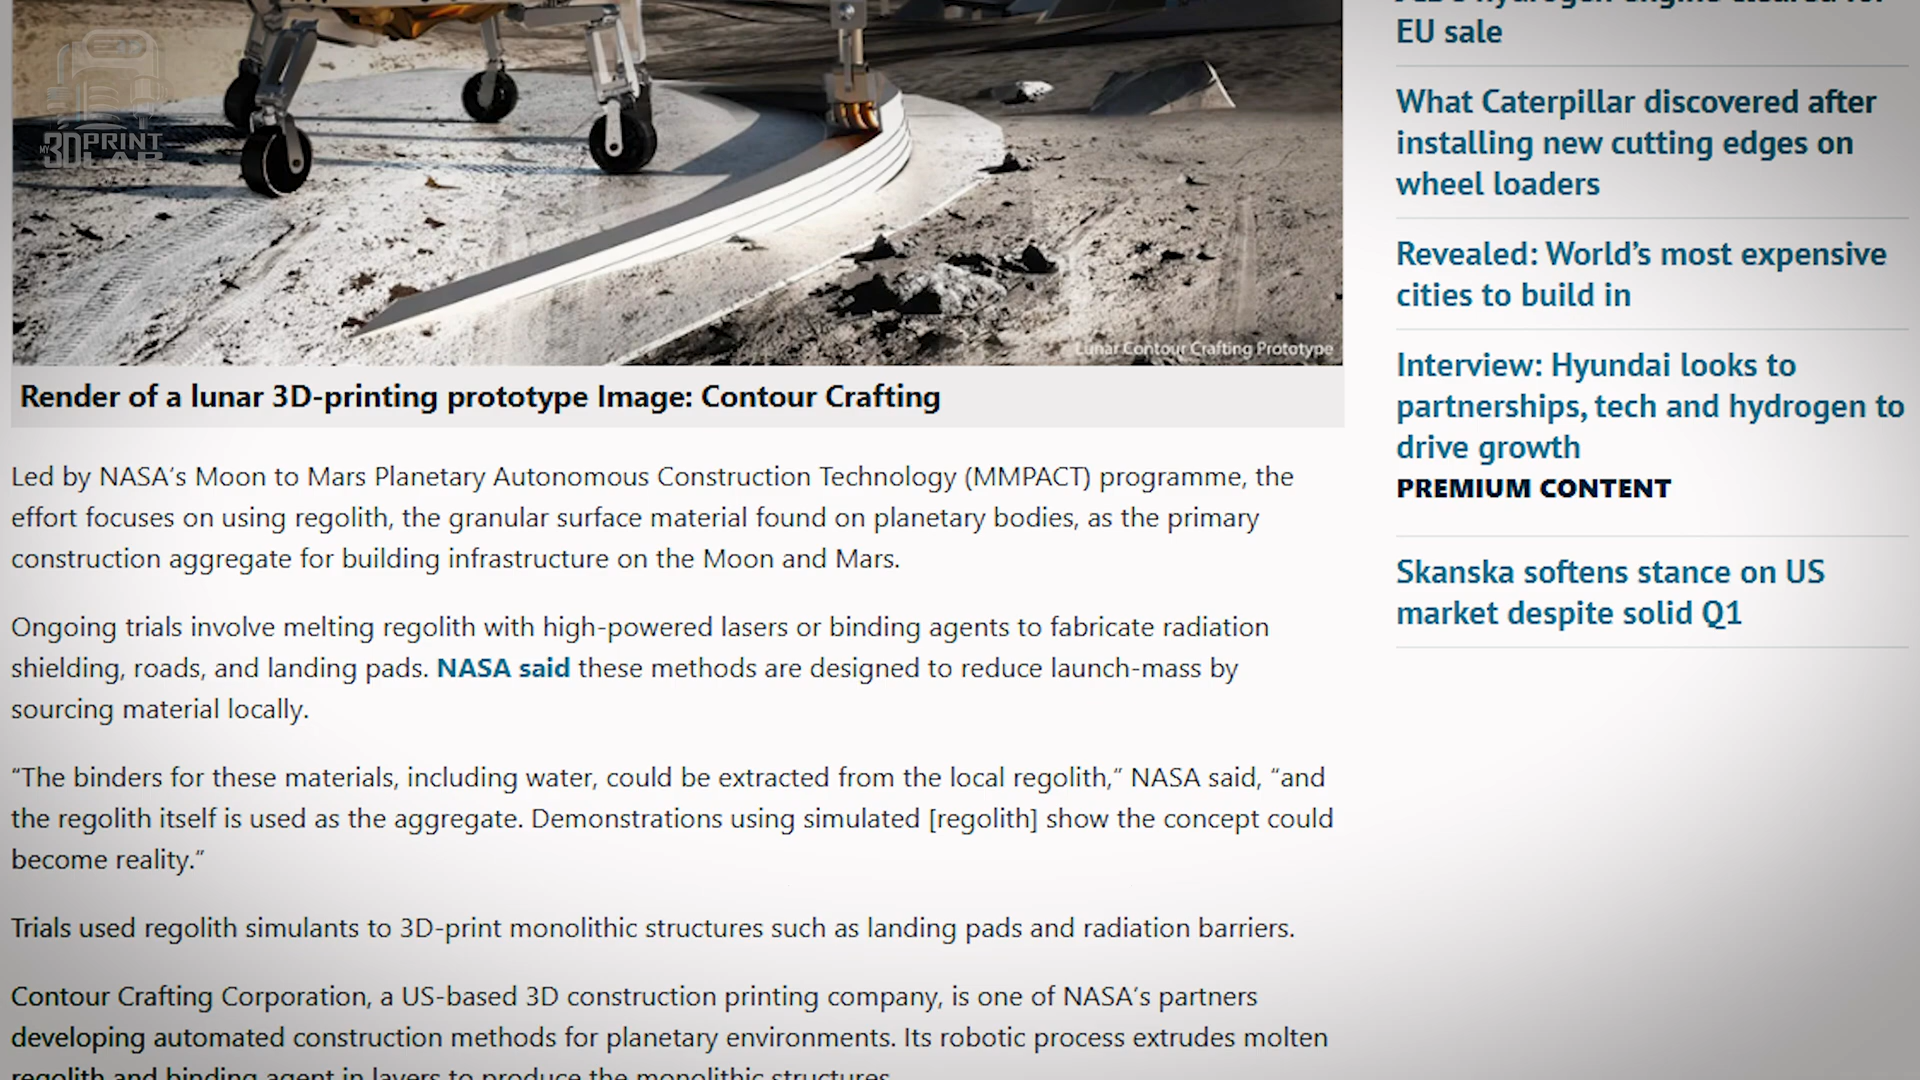 MY 3D PRINT LAB
Lunar Contour Crafting Prototype
Render of a lunar 3D-printing prototype Image: Contour Crafting
Led by NASA’s Moon to Mars Planetary Autonomous Construction Technology (MMPACT) programme, the
effort focuses on using regolith, the granular surface material found on planetary bodies, as the primary
construction aggregate for building infrastructure on the Moon and Mars.
Ongoing trials involve melting regolith with high-powered lasers or binding agents to fabricate radiation
shielding, roads, and landing pads. NASA said these methods are designed to reduce launch-mass by
sourcing material locally.
“The binders for these materials, including water, could be extracted from the local regolith,” NASA said, “and
the regolith itself is used as the aggregate. Demonstrations using simulated [regolith] show the concept could
become reality.”
Trials used regolith simulants to 3D-print monolithic structures such as landing pads and radiation barriers.
Contour Crafting Corporation, a US-based 3D construction printing company, is one of NASA’s partners
developing automated construction methods for planetary environments. Its robotic process extrudes molten
regolith and binding agent in layers to produce the monolithic structures.
hydrogen engine cleared for
EU sale
What Caterpillar discovered after
installing new cutting edges on
wheel loaders
Revealed: World’s most expensive
cities to build in
Interview: Hyundai looks to
partnerships, tech and hydrogen to
drive growth
PREMIUM CONTENT
Skanska softens stance on US
market despite solid Q1